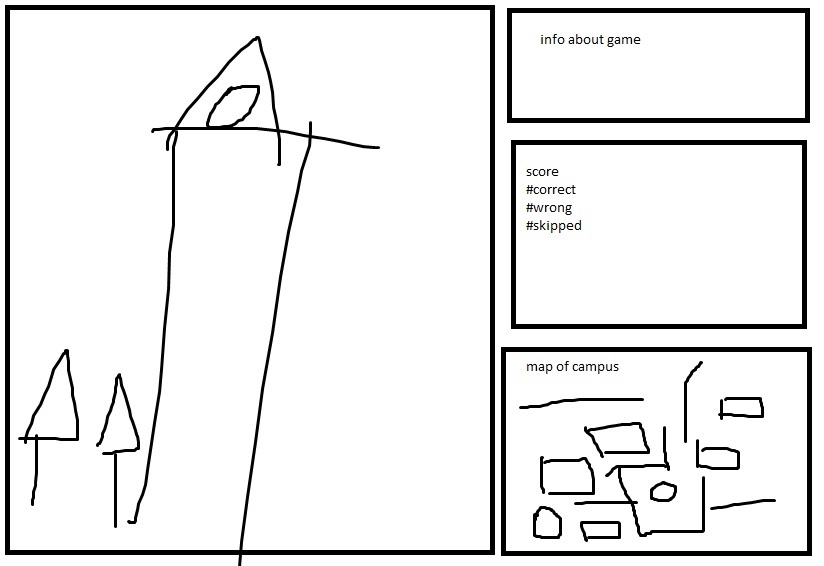 info about game
score
#correct
#wrong
#skipped
map of campus